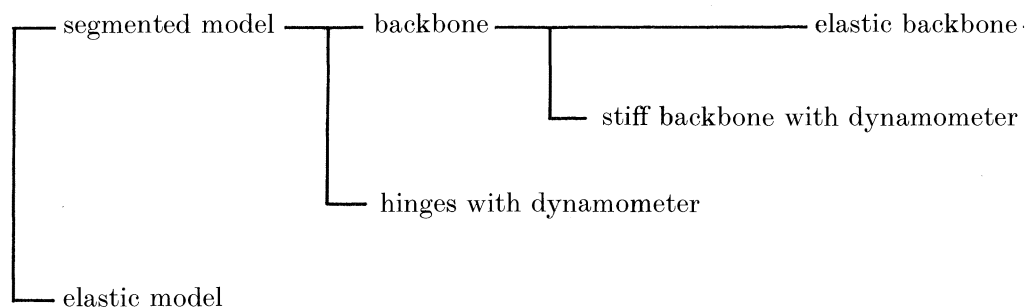 segmented model
backbone
elastic backbone
stiff backbone with dynamometer
hinges with dynamometer
elastic model